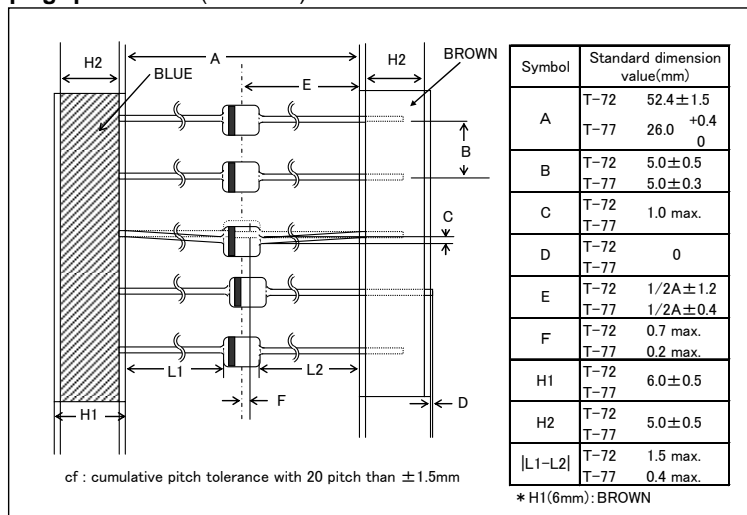 H2
A
H2
BROWN
BLUE
E
B
C
L1
L2
F
D
H1
cf : cumulative pitch tolerance with 20 pitch than ±1.5mm
Symbol Standard dimension value(mm)
A T-72 52.4±1.5
T-77 26.0 +0.4 0
B T-72 5.0±0.5
T-77 5.0±0.3
C T-72 1.0 max.
T-77
D T-72 0
T-77
E T-72 1/2A±1.2
T-77 1/2A±0.4
F T-72 0.7 max.
T-77 0.2 max.
H1 T-72 6.0±0.5
T-77
H2 T-72 5.0±0.5
T-77
|L1-L2| T-72 1.5 max.
T-77 0.4 max.
* H1(6mm): BROWN